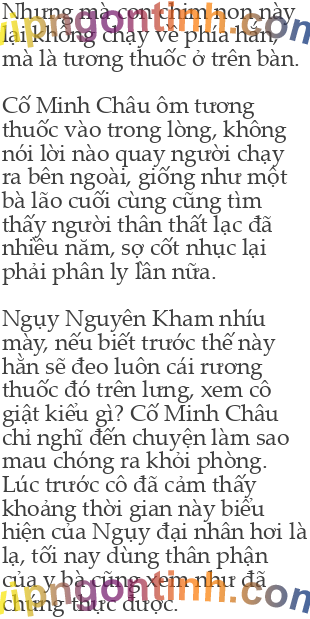 Nhưng mà con chim non này
lại không chạy về phía hắn,
mà là tương thuốc ở trên bàn.

Cố Minh Châu ôm tương
thuốc vào trong lòng, không
nói lời nào quay người chạy
ra bên ngoài, giống như một
bà lão cuối cùng cũng tìm
thấy người thân thất lạc đã
nhiều năm, sợ cốt nhục lại
phải phân ly lần nữa.

Ngụy Nguyên Kham nhíu
mày, nếu biết trước thế này
hắn sẽ đeo luôn cái rương
thuốc đó trên lưng, xem cô
giật kiểu gì? Cố Minh Châu
chỉ nghĩ đến chuyện làm sao
mau chóng ra khỏi phòng.
Lúc trước cô đã cảm thấy
khoảng thời gian này biểu
hiện của Ngụy đại nhân hơi là
lạ, tối nay dùng thân phận
của y bà cũng xem như đã
chứng thực được.